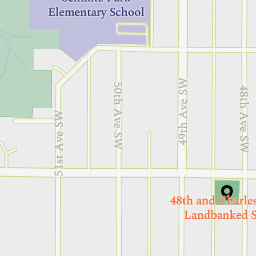 Elementary School
50th Ave SW
49th Ave SW
48th Ave SW
51st Ave SW
48th and Charles
Landbanked S